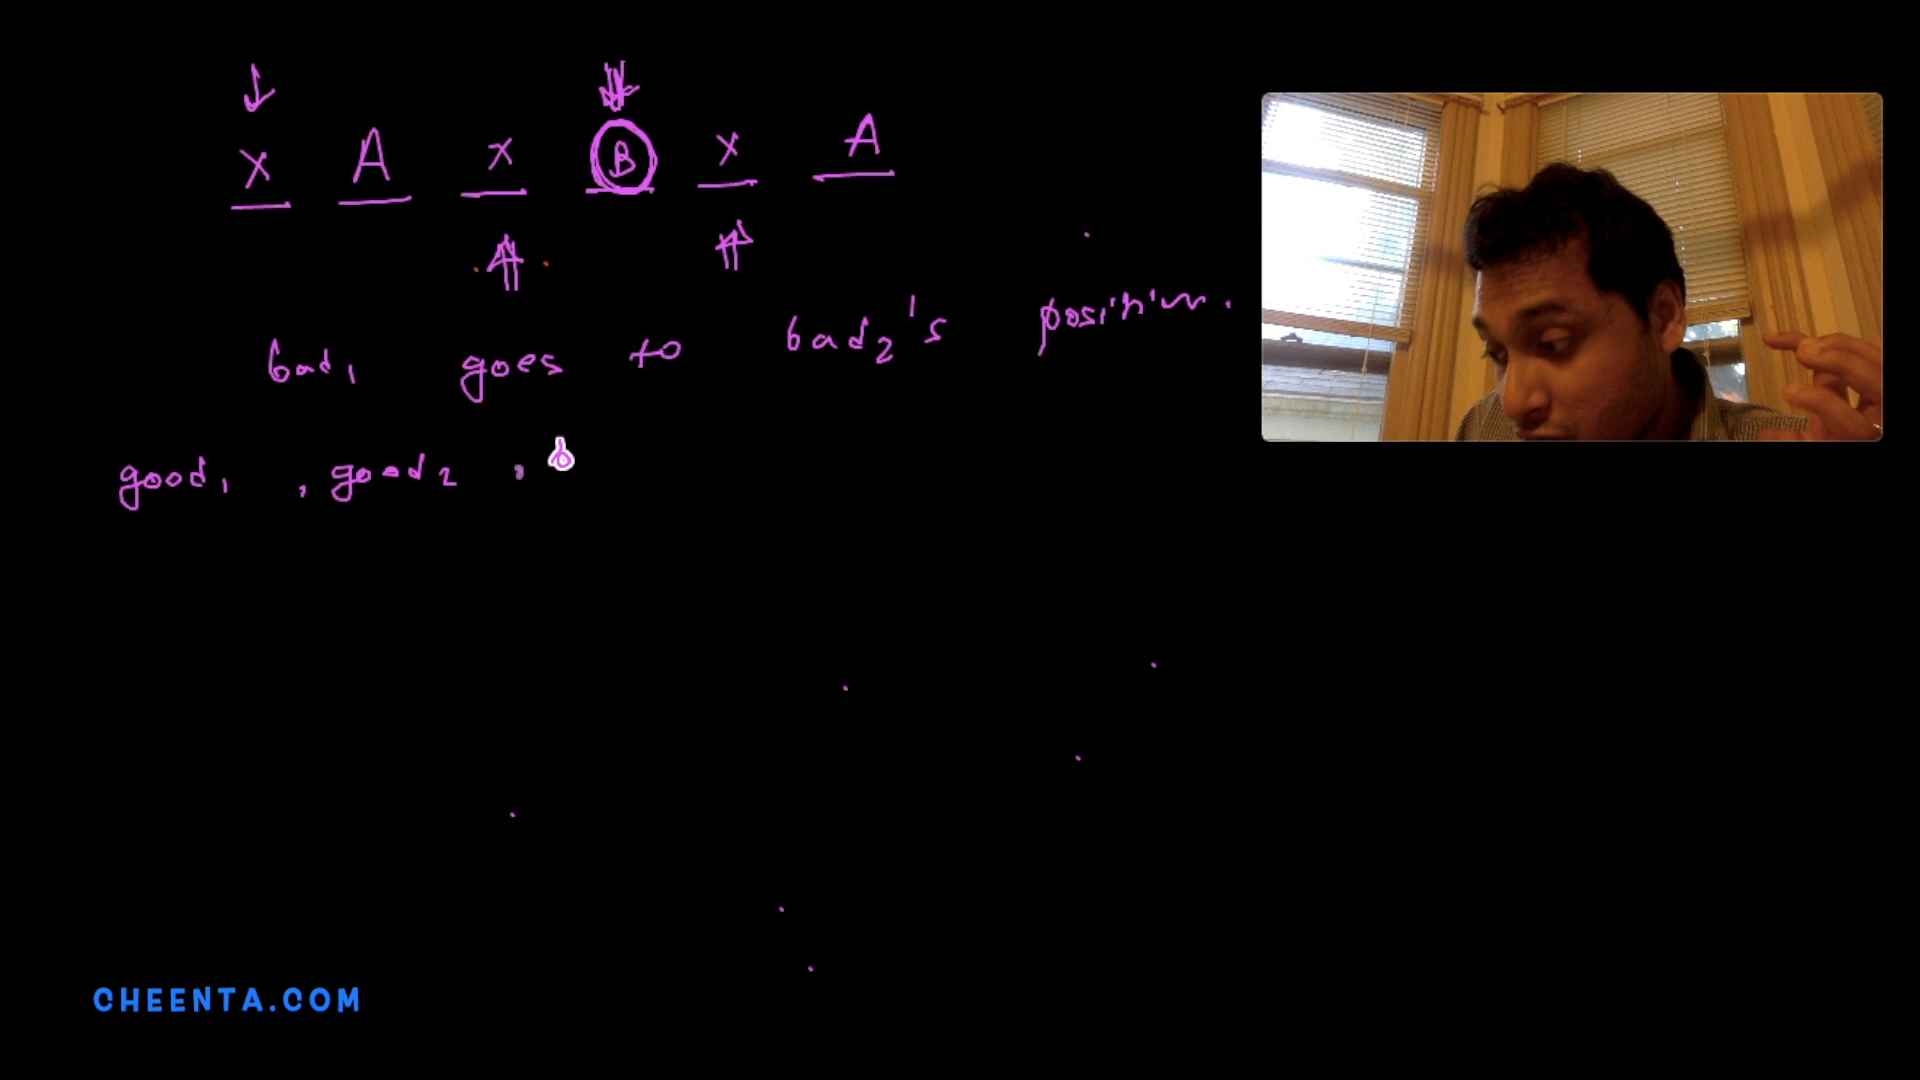 X A X B X A
bad1 goes to bad2's position.
good1 , good2 , b
CHEENTA.COM